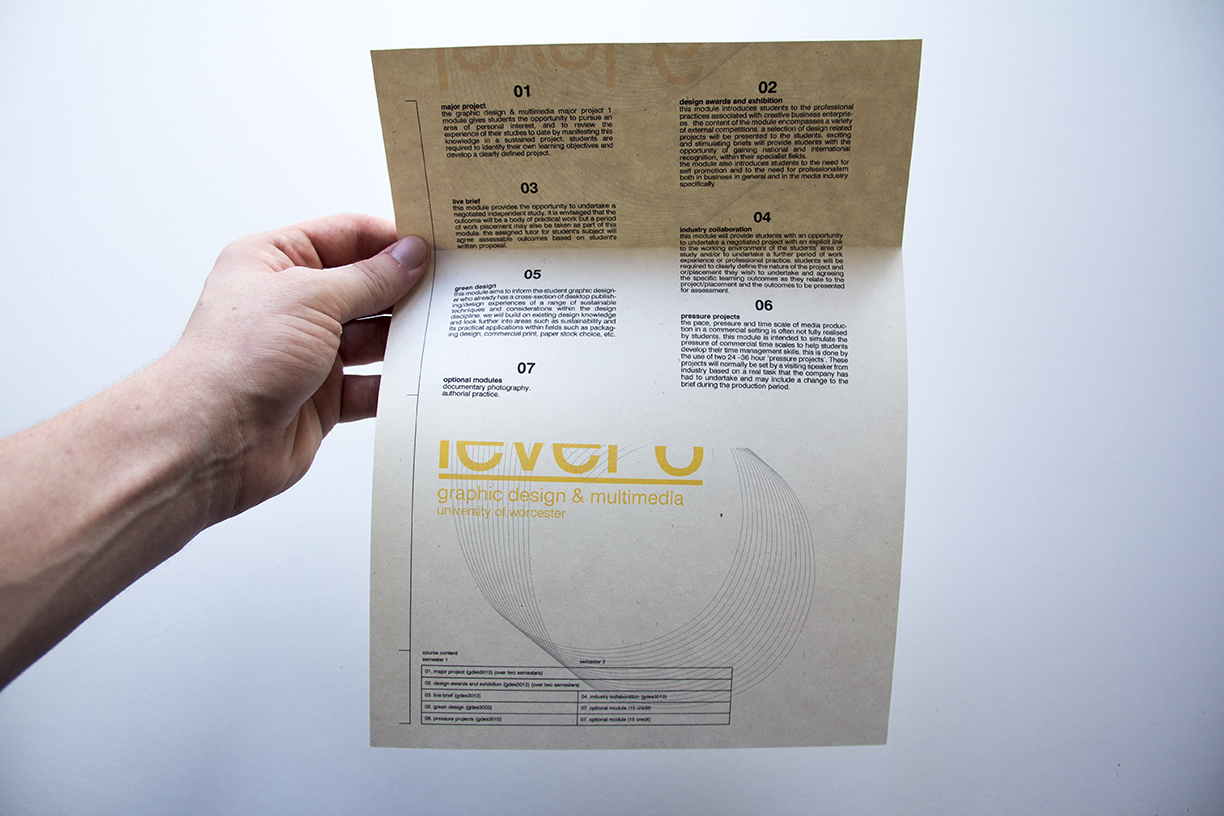 01
major project
the graphic design & multimedia major project 1
module gives students the opportunity to pursue an
area of personal interest, and to review the
experience of their studies to date by manifesting this
knowledge in a sustained project. students are
required to identify their own learning objectives and
develop a clearly defined project.
02
design awards and exhibition
this module introduces students to the professional
practices associated with creative business enterpris-
es. the content of the module encompasses a variety
of external competitions. a selection of design related
projects will be presented to the students. exciting
and stimulating briefs will provide students with the
opportunity of gaining national and international
recognition, within their specialist fields.
the module also introduces students to the need for
self promotion and to the need for professionalism
both in business in general and in the media industry
specifically
03
live brief
this module provides the opportunity to undertake a
negotiated independent study. it is envisaged that the
outcome will be a body of practical work but a period
of work placement may also be taken as part of this
module. the assigned tutor for student's subject will
agree assessable outcomes based on student's
written proposal.
04
industry collaboration
this module will provide students with an opportunity
to undertake a negotiated project with an explicit link
to the working environment of the students' area of
study and/or to undertake a further period of work
experience or professional practice. students will be
required to clearly define the nature of the project and
or/placement they wish to undertake and agreeing
the specific learning outcomes as they relate to the
project/placement and the outcomes to be presented
for assessment.
05
green design
this module aims to inform the student graphic design-
er who already has a cross-section of desktop publish-
ing/design experiences of a range of sustainable
techniques and considerations within the design
discipline. we will build on existing design knowledge
and look further into areas such as sustainability and
its practical applications within fields such as packag-
ing design, commercial print, paper stock choice, etc.
06
pressure projects
the pace, pressure and time scale of media produc-
tion in a commercial setting is often not fully realised
by students. this module is intended to simulate the
pressure of commercial time scales to help students
develop their time management skills. this is done by
the use of two 24 -36 hour 'pressure projects'. These
projects will normally be set by a visiting speaker from
industry based on a real task that the company has
had to undertake and may include a change to the
brief during the production period.
07
optional modules
documentary photography.
authorial practice.
level 6
graphic design & multimedia
university of worcester
course content
semester 1
semester 2
01. major project (gdes3013) (over two semesters)
02. design awards and exhibition (gdes3012) (over two semesters)
03. live brief (gdes3013)
04. industry collaboration (gdes3013)
05. green design (gdes3003)
07. optional module (15 credit)
06. pressure projects (gdes3010)
07. optional module (15 credit)